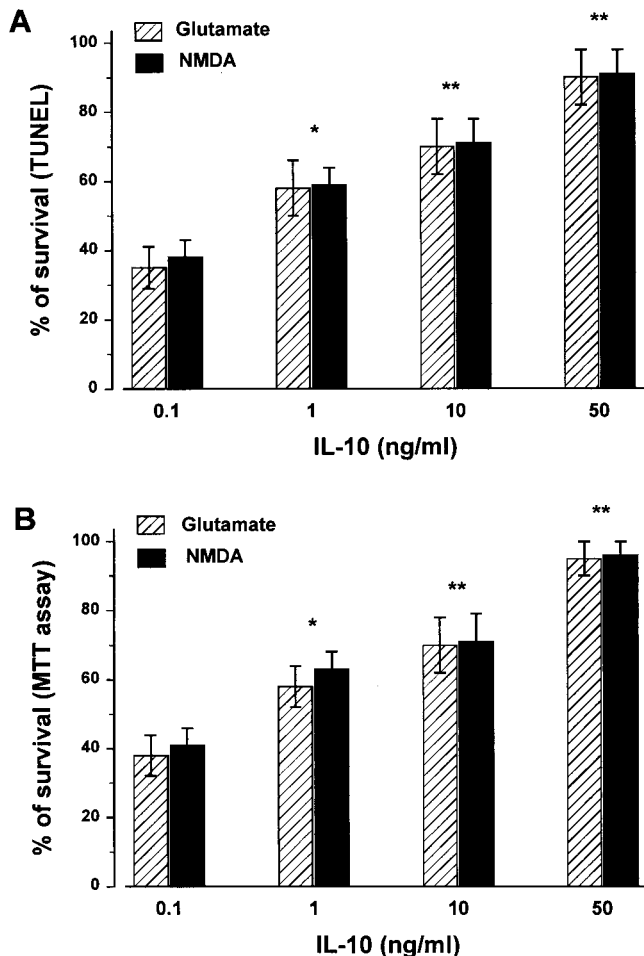 A
Glutamate
NMDA
% of survival (TUNEL)
100
80
60
40
20
0
*
**
**
0.1 1 10 50
IL-10 (ng/ml)
B
Glutamate
NMDA
% of survival (MTT assay)
100
80
60
40
20
0
*
**
**
0.1 1 10 50
IL-10 (ng/ml)